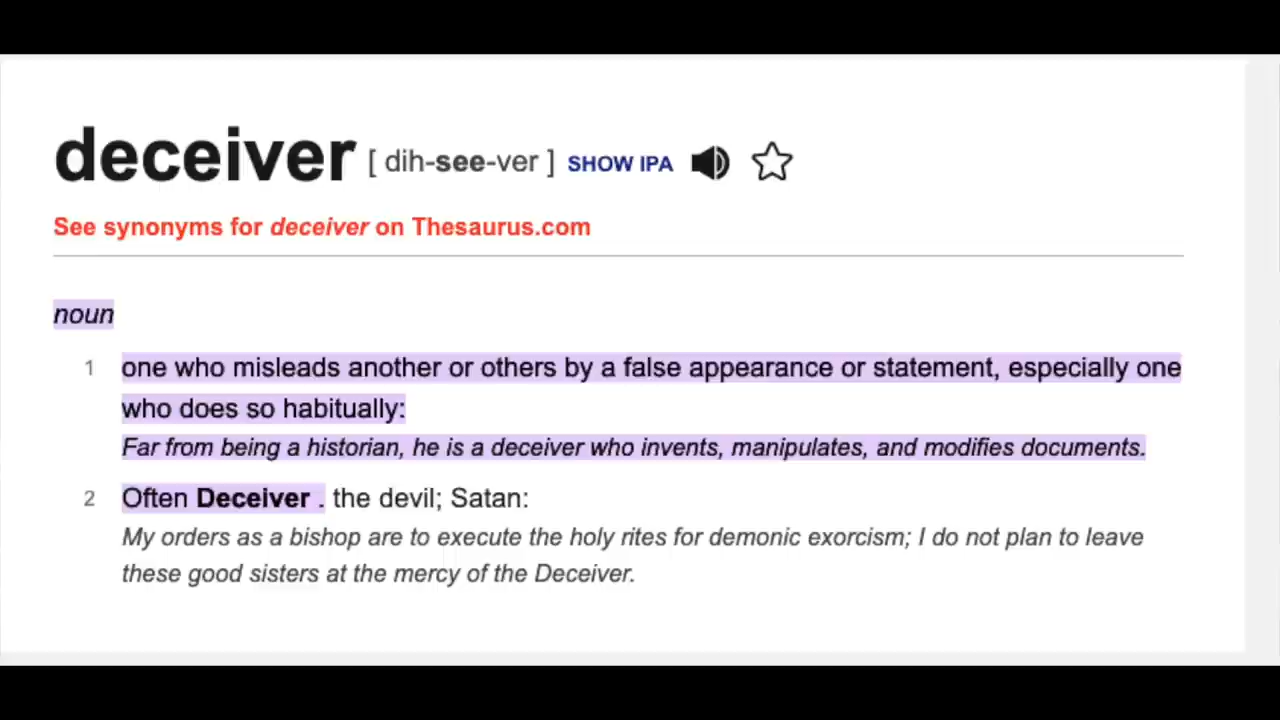 deceiver [ dih-see-ver ] SHOW IPA
See synonyms for deceiver on Thesaurus.com
noun
1 one who misleads another or others by a false appearance or statement, especially one
who does so habitually:
Far from being a historian, he is a deceiver who invents, manipulates, and modifies documents.
2 Often Deceiver . the devil; Satan:
My orders as a bishop are to execute the holy rites for demonic exorcism; I do not plan to leave
these good sisters at the mercy of the Deceiver.